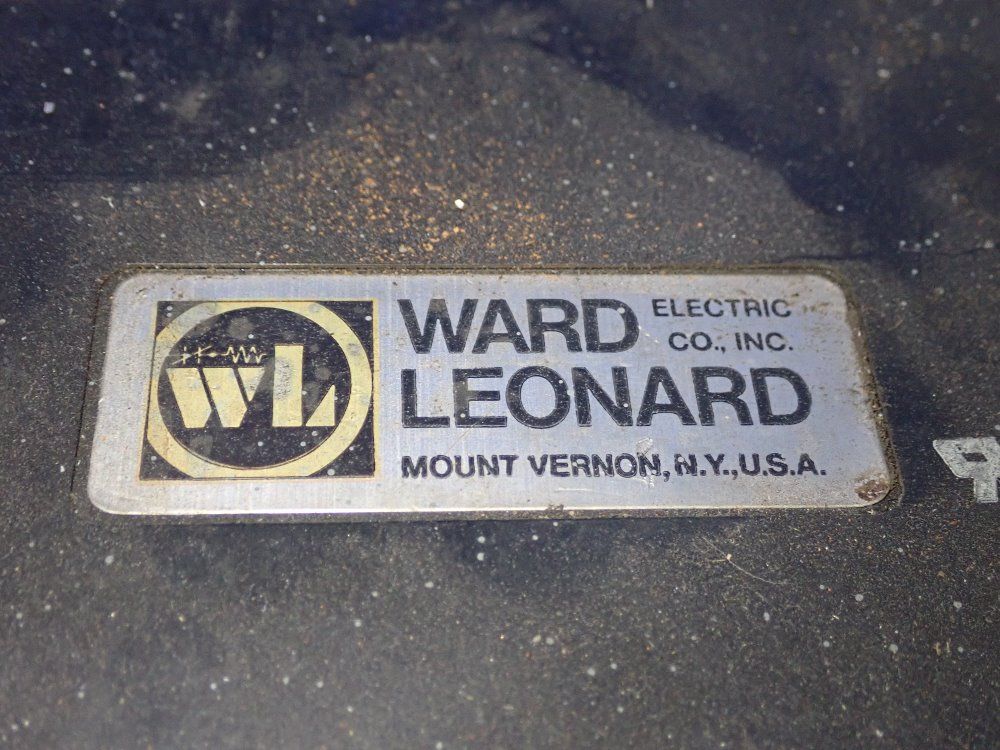 WL
WARD ELECTRIC
CO., INC.
LEONARD
MOUNT VERNON, N.Y., U.S.A.